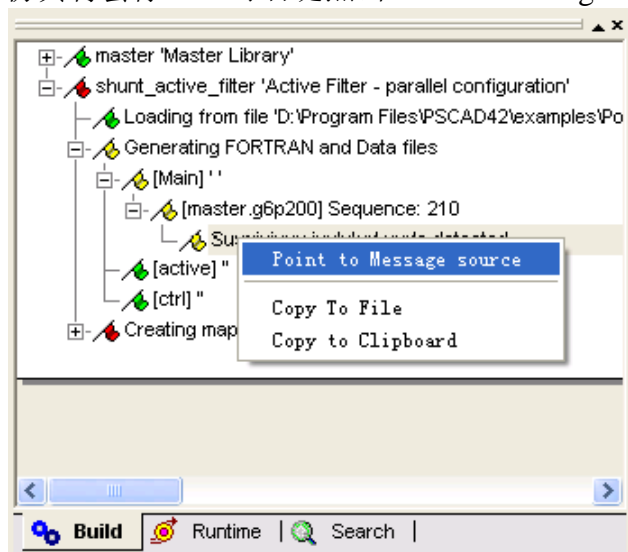 master 'Master Library'
shunt_active_filter 'Active Filter - parallel configuration'
Loading from file 'D:\Program Files\PSCAD42\examples\Po
Generating FORTRAN and Data files
[Main] ' '
[master.g6p200] Sequence: 210
detected
Point to Message source
[active] ''
Copy To File
[ctrl] ''
Creating map
Copy to Clipboard
Build
Runtime
Search